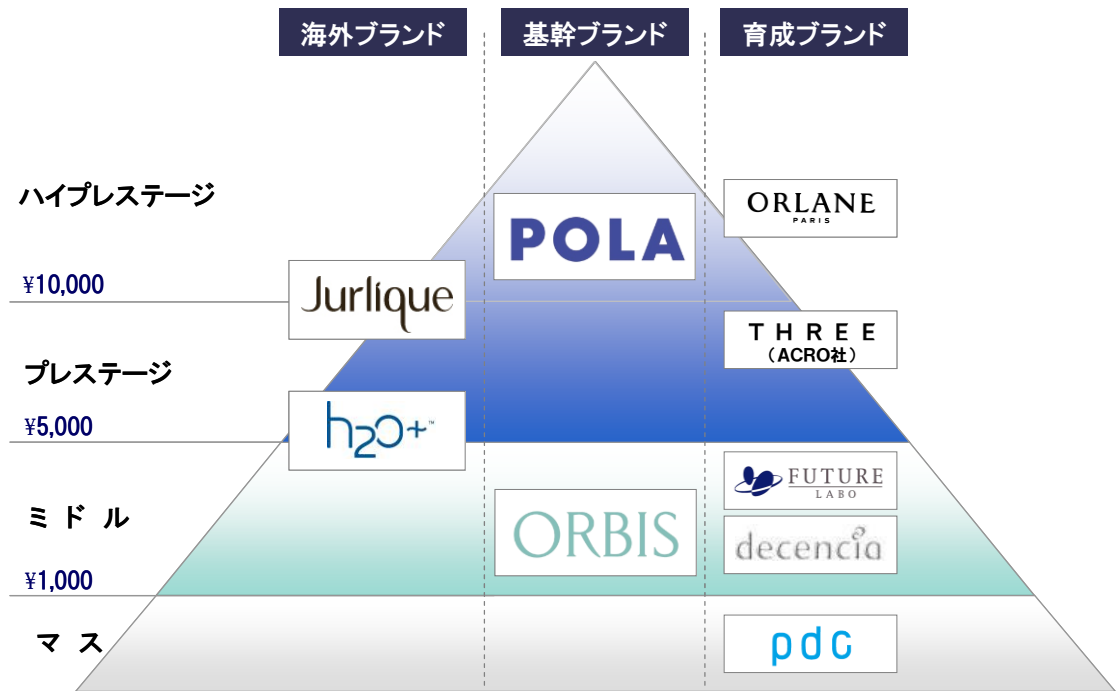 海外ブランド
基幹ブランド
育成ブランド
ハイプレステージ
POLA
ORLANE
PARIS
¥10,000
Jurlique
THREE
(ACRO社)
プレステージ
¥5,000
h2o+™
FUTURE
LABO
ミドル
ORBIS
decencia
¥1,000
マス
pdc